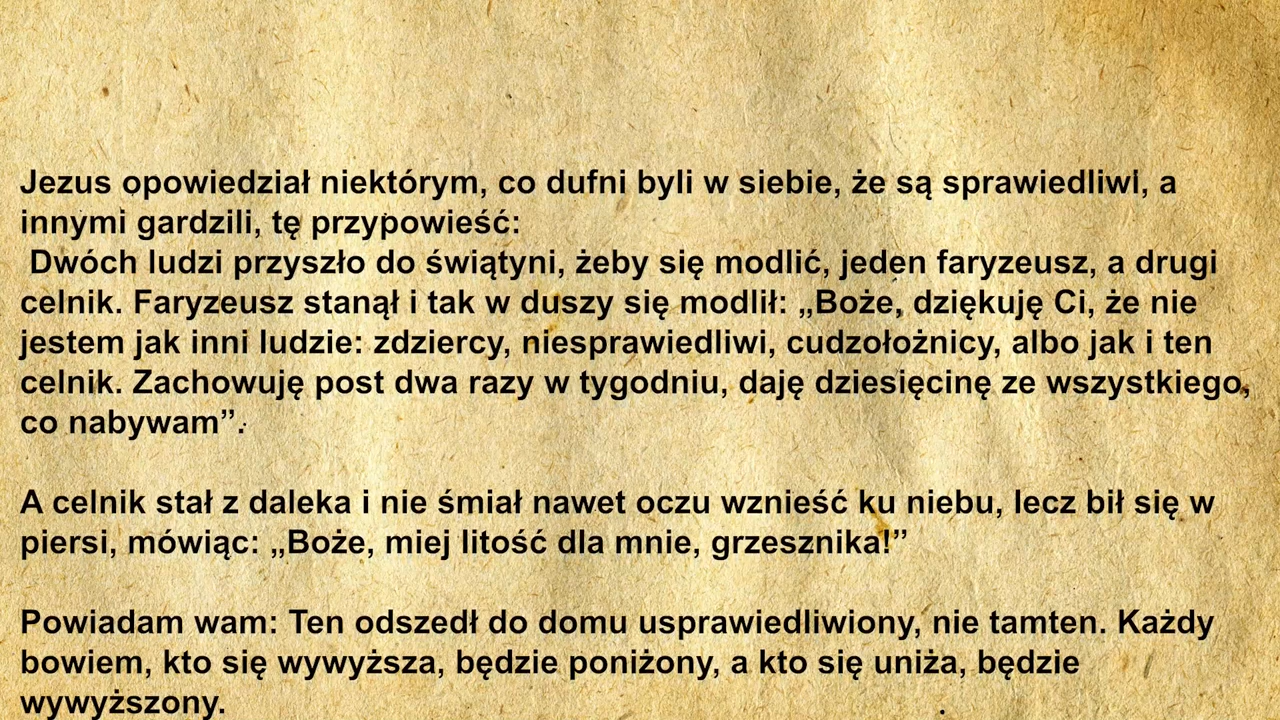 Jezus opowiedział niektórym, co dufni byli w siebie, że są sprawiedliwI, a
innymi gardzili, tę przypowieść:
Dwóch ludzi przyszło do świątyni, żeby się modlić, jeden faryzeusz, a drugi
celnik. Faryzeusz stanął i tak w duszy się modlił: „Boże, dziękuję Ci, że nie
jestem jak inni ludzie: zdziercy, niesprawiedliwi, cudzołożnicy, albo jak i ten
celnik. Zachowuję post dwa razy w tygodniu, daję dziesięcinę ze wszystkiego,
co nabywam”.
A celnik stał z daleka i nie śmiał nawet oczu wznieść ku niebu, lecz bił się w
piersi, mówiąc: „Boże, miej litość dla mnie, grzesznika!”
Powiadam wam: Ten odszedł do domu usprawiedliwiony, nie tamten. Każdy
bowiem, kto się wywyższa, będzie poniżony, a kto się uniża, będzie
wywyższony.